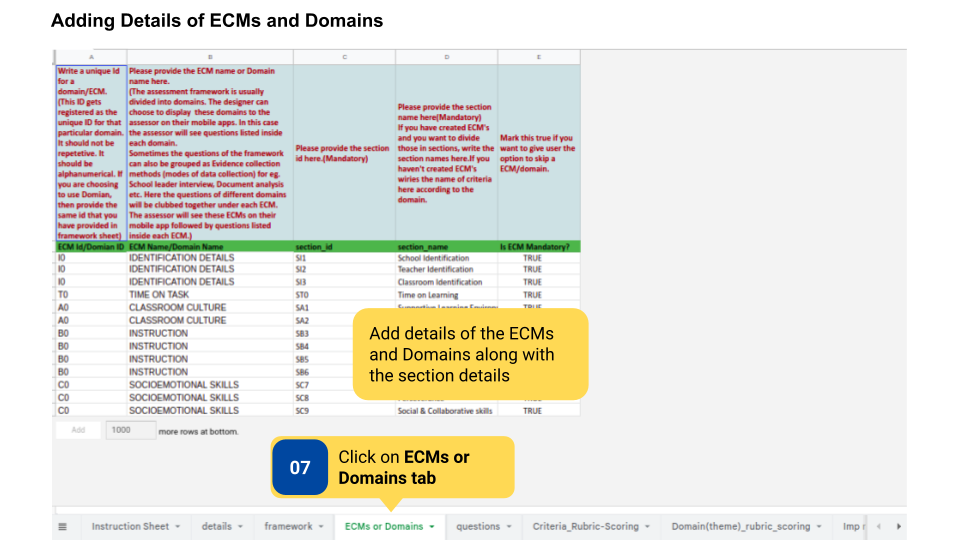 Adding Details of ECMs and Domains
A B C D E
Write a unique Id
for a
domain/ECM.
(This ID gets
registered as the
unique ID for that
particular domain.
It should not be
repetetive. It
should be
alphanumerical. If
you are choosing
to use Domian,
then provide the
same id that you
have provided in
framework sheet)
Please provide the ECM name or Domain
name here.
(The assessment framework is usually
divided into domains. The designer can
choose to display these domains to the
assessor on their mobile apps. In this case
the assessor will see questions listed inside
each domain.
Sometimes the questions of the framework
can also be grouped as Evidence collection
methods (modes of data collection) for eg.
School leader interview, Document analysis
etc. Here the questions of different domains
will be clubbed together under each ECM.
The assessor will see these ECMs on their
mobile app followed by questions listed
inside each ECM.)
Please provide the section
id here.(Mandatory)
Please provide the section
name here(Mandatory)
If you have created ECM's
and you want to divide
those in sections, write the
section names here.If you
haven't created ECM's
wiries the name of criteria
here according to the
domain.
Mark this true if you
want to give user the
option to skip a
ECM/domain.
ECM Id/Domian ID ECM Name/Domain Name section_id section_name Is ECM Mandatory?
I0 IDENTIFICATION DETAILS SI1 School Identification TRUE
I0 IDENTIFICATION DETAILS SI2 Teacher Identification TRUE
I0 IDENTIFICATION DETAILS SI3 Classroom Identification TRUE
T0 TIME ON TASK ST0 Time on Learning TRUE
A0 CLASSROOM CULTURE SA1 Supportive Learning TRUE
A0 CLASSROOM CULTURE SA2
B0 INSTRUCTION SB3
B0 INSTRUCTION SB4
B0 INSTRUCTION SB5
B0 INSTRUCTION SB6
C0 SOCIOEMOTIONAL SKILLS SC7
C0 SOCIOEMOTIONAL SKILLS SC8 TRUE
C0 SOCIOEMOTIONAL SKILLS SC9 Social & Collaborative skills TRUE
Add details of the ECMs
and Domains along with
the section details
Add 1000 more rows at bottom.
07
Click on ECMs or
Domains tab
Instruction Sheet details framework ECMs or Domains questions Criteria_Rubric-Scoring Domain(theme)_rubric_scoring Imp